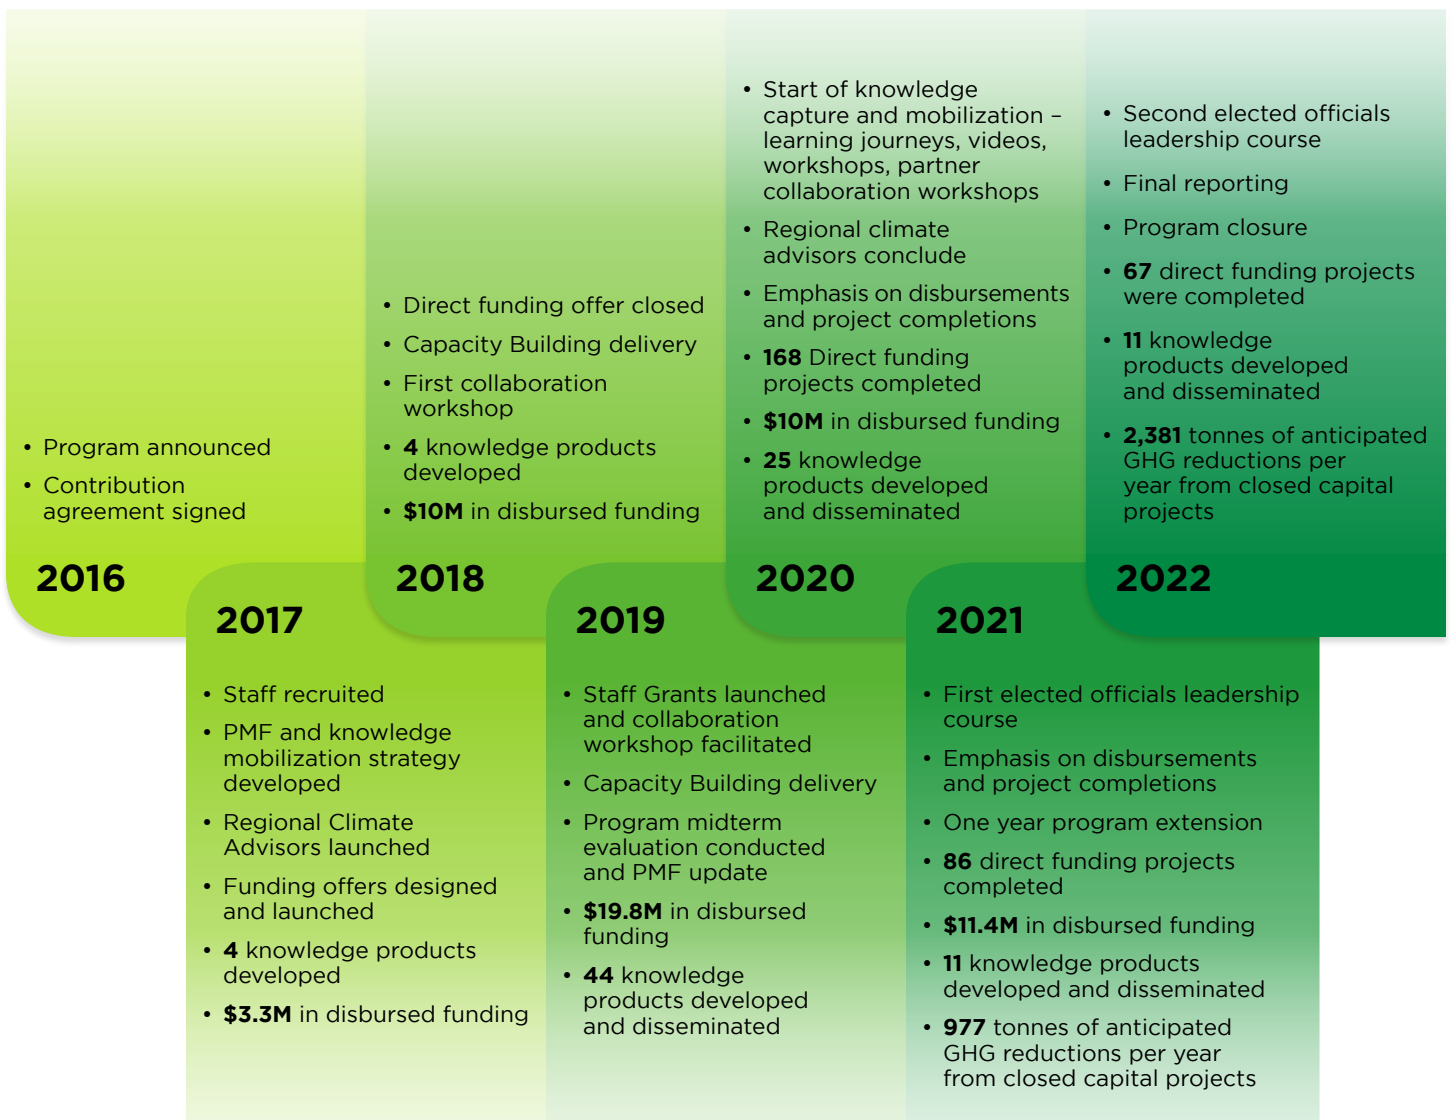 • Program announced
• Contribution
agreement signed
2016
2017
• Staff recruited
• PMF and knowledge
mobilization strategy
developed
• Regional Climate
Advisors launched
• Funding offers designed
and launched
• 4 knowledge products
developed
• $3.3M in disbursed funding
• Direct funding offer closed
• Capacity Building delivery
• First collaboration
workshop
• 4 knowledge products
developed
• $10M in disbursed funding
2018
2019
• Staff Grants launched
and collaboration
workshop facilitated
• Capacity Building delivery
• Program midterm
evaluation conducted
and PMF update
• $19.8M in disbursed
funding
• 44 knowledge
products developed
and disseminated
• Start of knowledge
capture and mobilization –
learning journeys, videos,
workshops, partner
collaboration workshops
• Regional climate
advisors conclude
• Emphasis on disbursements
and project completions
• 168 Direct funding
projects completed
• $10M in disbursed funding
• 25 knowledge
products developed
and disseminated
2020
2021
• First elected officials leadership
course
• Emphasis on disbursements
and project completions
• One year program extension
• 86 direct funding projects
completed
• $11.4M in disbursed funding
• 11 knowledge products
developed and disseminated
• 977 tonnes of anticipated
GHG reductions per year
from closed capital projects
• Second elected officials
leadership course
• Final reporting
• Program closure
• 67 direct funding projects
were completed
• 11 knowledge
products developed
and disseminated
• 2,381 tonnes of anticipated
GHG reductions per
year from closed capital
projects
2022